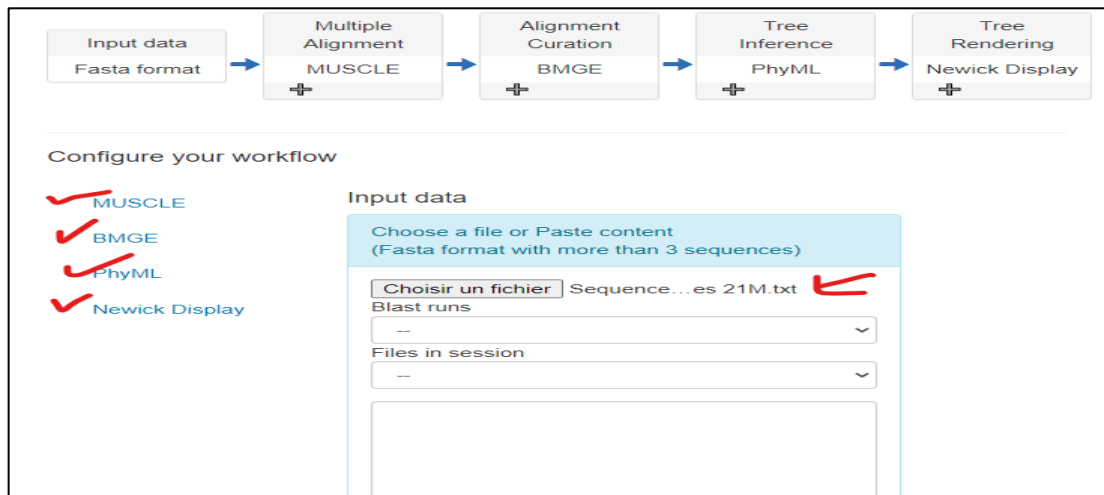 Input data
Fasta format
Multiple
Alignment
MUSCLE
Alignment
Curation
BMGE
Tree
Inference
PhyML
Tree
Rendering
Newick Display
Configure your workflow
MUSCLE
BMGE
PhyML
Newick Display
Input data
Choose a file or Paste content
(Fasta format with more than 3 sequences)
Choisir un fichier Sequence...es 21M.txt
Blast runs
--
Files in session
--